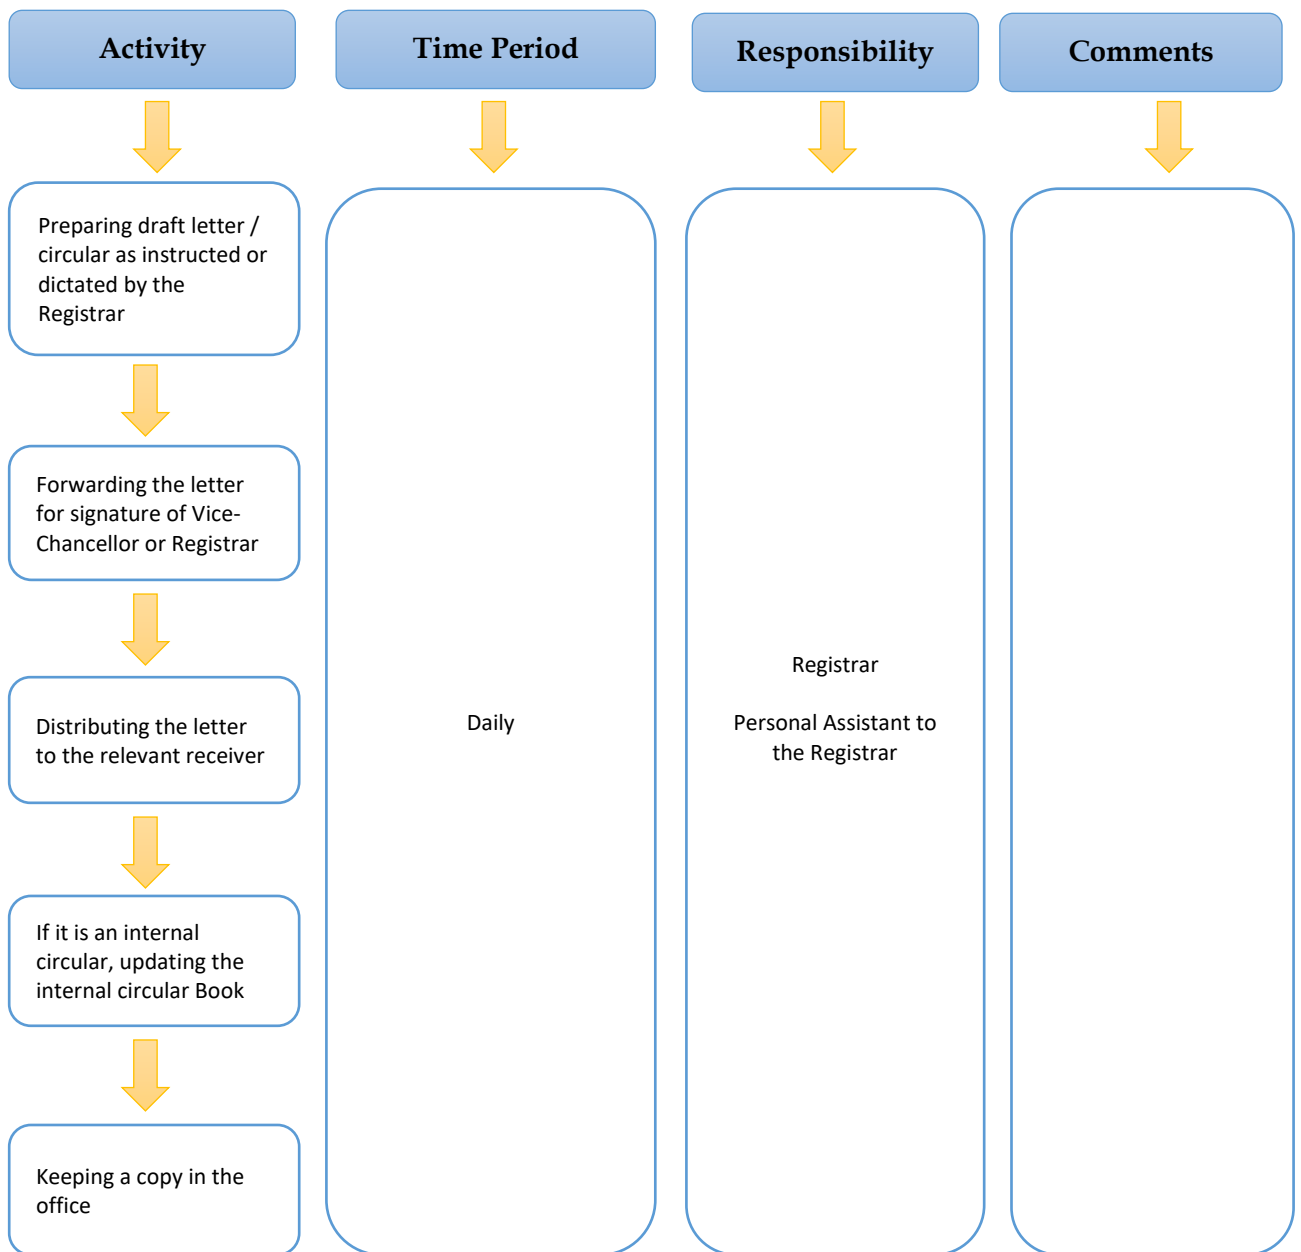 Activity
Time Period
Responsibility
Comments
Preparing draft letter /
circular as instructed or
dictated by the
Registrar
Forwarding the letter
for signature of Vice-
Chancellor or Registrar
Distributing the letter
to the relevant receiver
If it is an internal
circular, updating the
internal circular Book
Keeping a copy in the
office
Daily
Registrar
Personal Assistant to
the Registrar